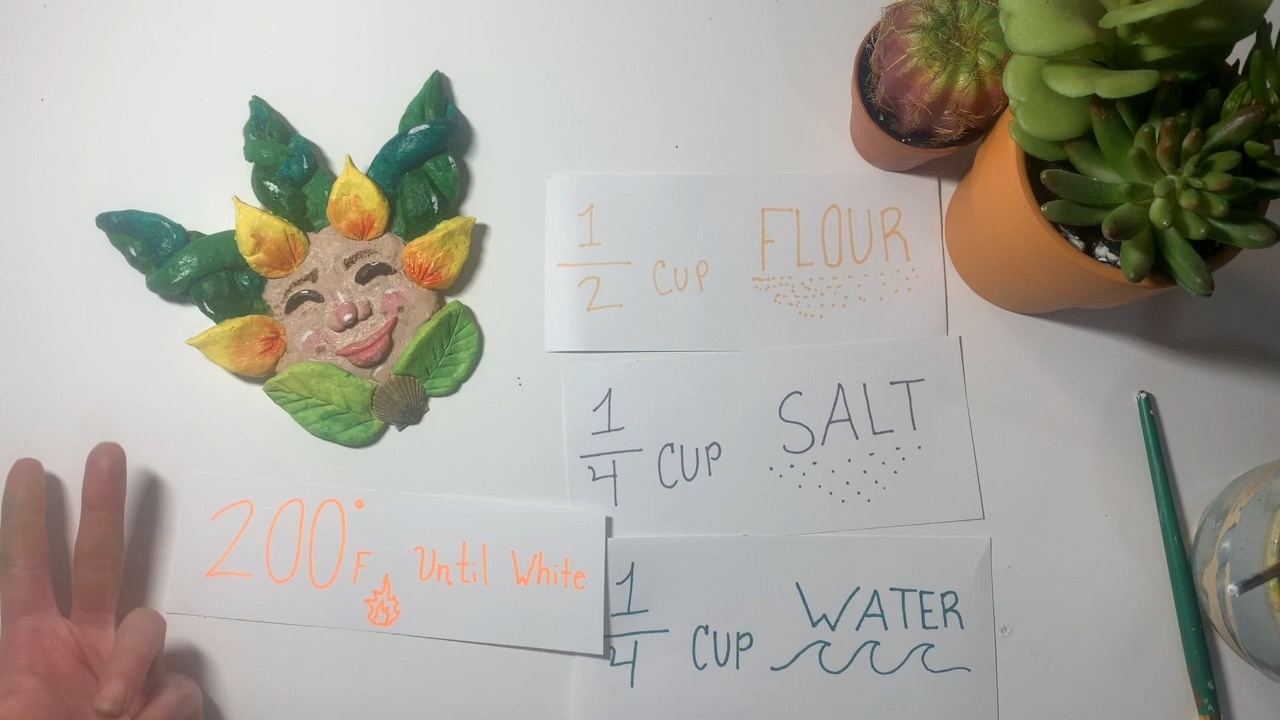 1/2 CUP FLOUR
1/4 CUP SALT
1/4 CUP WATER
200°F Until White